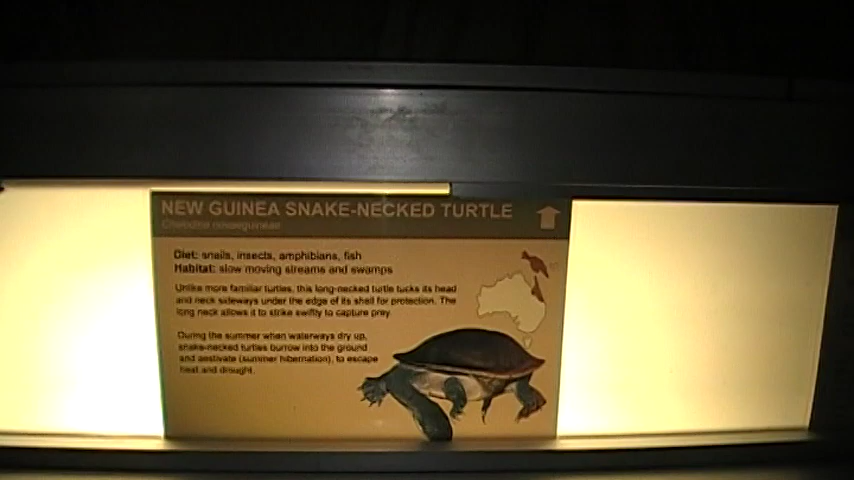 NEW GUINEA SNAKE-NECKED TURTLE
Chelodina novaeguineae
Diet: snails, insects, amphibians, fish
Habitat: slow moving streams and swamps
Unlike more familiar turtles, this long-necked turtle tucks its head
and neck sideways under the edge of its shell for protection. The
long neck allows it to strike swiftly to capture prey.
During the summer when waterways dry up,
snake-necked turtles burrow into the ground
and aestivate (summer hibernation), to escape
heat and drought.